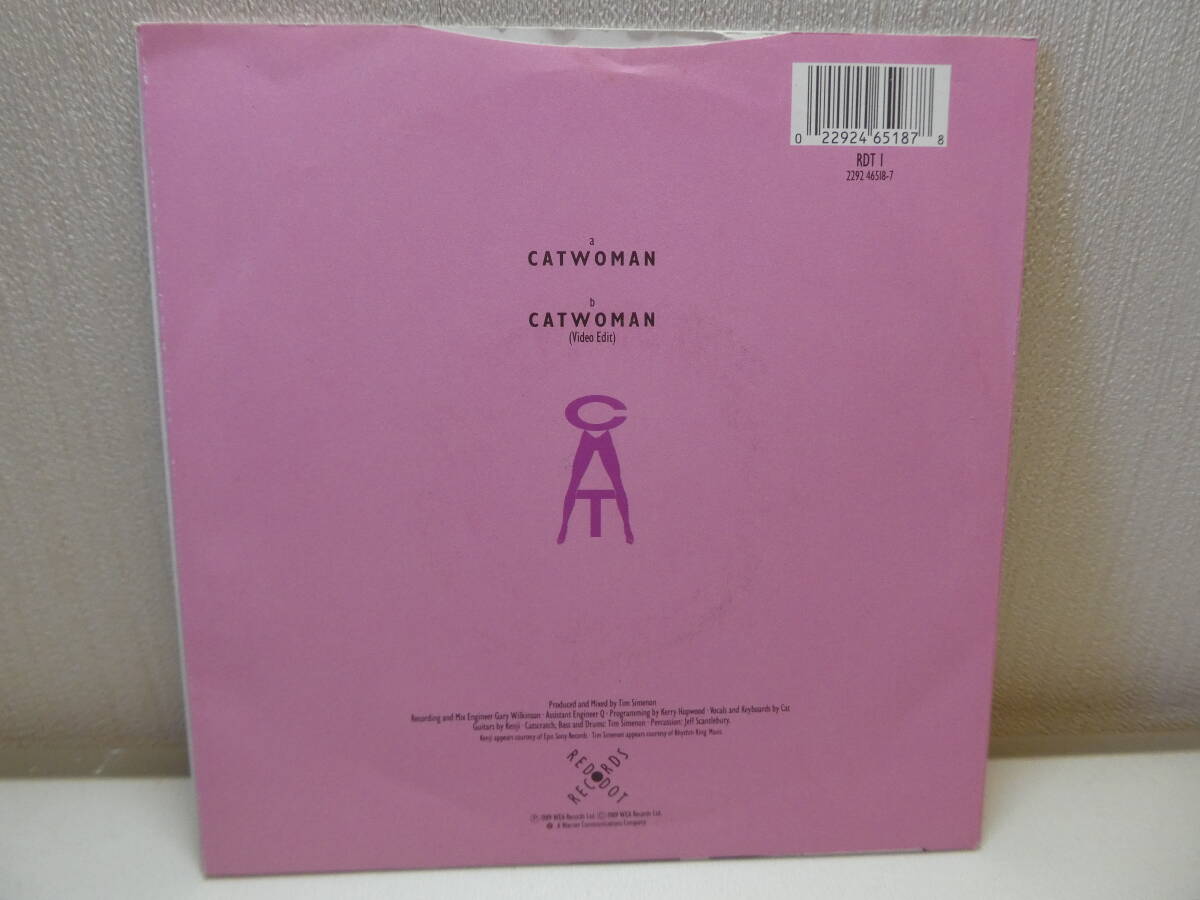 0 22924 65187 8
RDT 1
2292 46518-7
a
CATWOMAN
b
CATWOMAN
(Video Edit)
CAT
Produced and Mixed by Tim Simenon
Recording and Mix Engineer Gary Wilkinson · Assistant Engineer Q · Programming by Kerry Hopwood · Vocals and Keyboards by Cat
Guitars by Kenji · Catscratch, Bass and Drums: Tim Simenon · Percussion: Jeff Scantlebury.
Kenji appears courtesy of Epic Sony Records · Tim Simenon appears courtesy of Rhythm King Music
RED DOT
RECORDS
Ⓟ 1989 WEA Records Ltd. Ⓒ 1989 WEA Records Ltd.
A Warner Communications Company